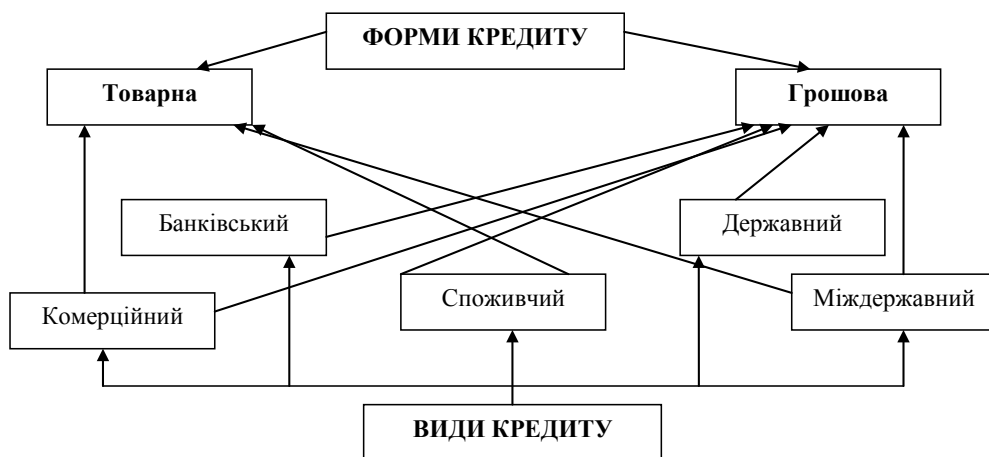 ФОРМИ КРЕДИТУ
Товарна
Грошова
Банківський
Державний
Комерційний
Споживчий
Міждержавний
ВИДИ КРЕДИТУ